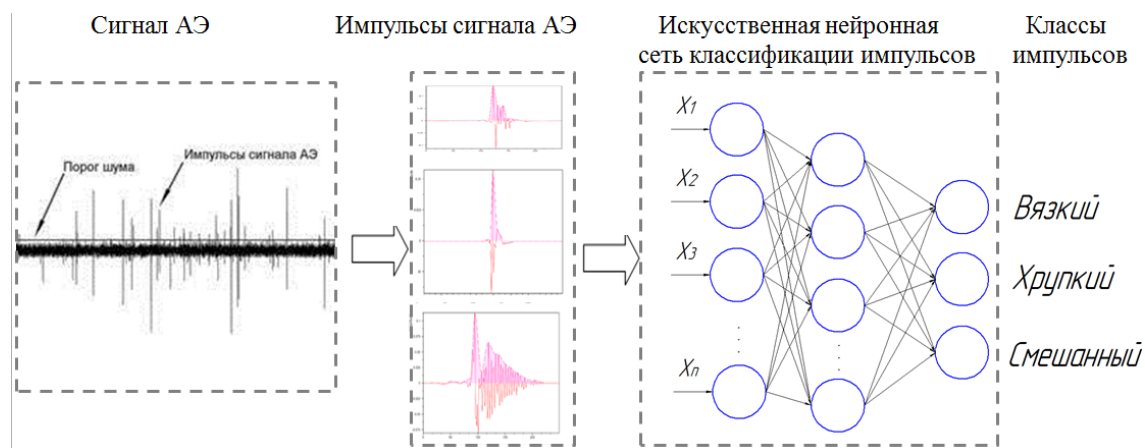 Сигнал АЭ
Импульсы сигнала АЭ
Искусственная нейронная
сеть классификации импульсов
Классы
импульсов
Порог шума
Импульсы сигнала АЭ
X1
X2
X3
Xn
Вязкий
Хрупкий
Смешанный